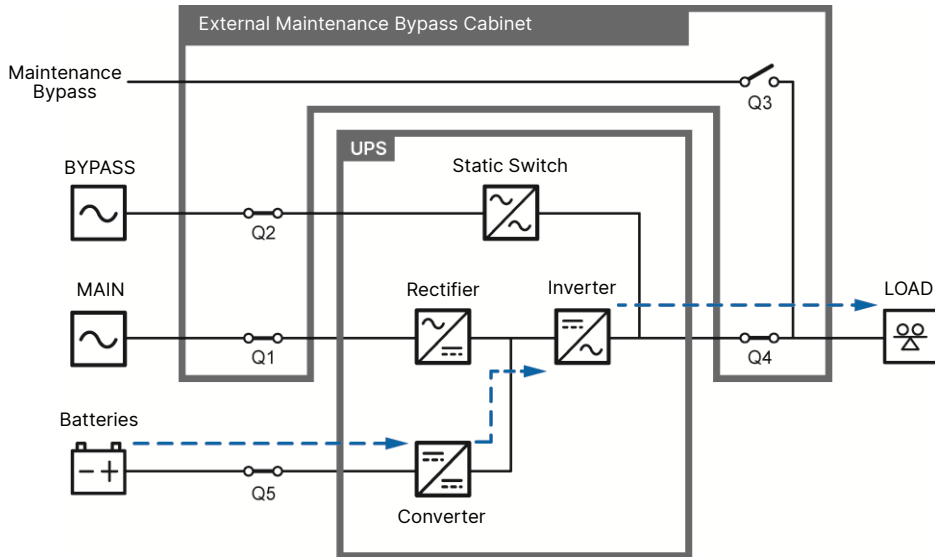 External Maintenance Bypass Cabinet
Maintenance
Bypass
Q3
UPS
BYPASS
Static Switch
Q2
MAIN
Rectifier
Inverter
LOAD
Q1
Q4
Batteries
Q5
Converter